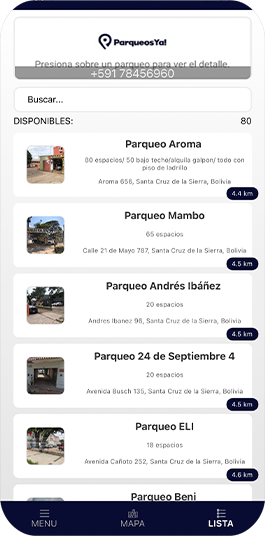 ParqueosYa!
Presiona sobre un parqueo para ver el detalle.
+591 78456960
Buscar...
DISPONIBLES: 80
Parqueo Aroma
80 espacios/ 50 bajo techo/alquila galpon/ todo con
piso de ladrillo
Aroma 656, Santa Cruz de la Sierra, Bolivia
4.4 km
Parqueo Mambo
65 espacios
Calle 21 de Mayo 787, Santa Cruz de la Sierra, Bolivia
4.5 km
Parqueo Andrés Ibáñez
20 espacios
Andres Ibanez 96, Santa Cruz de la Sierra, Bolivia
4.5 km
Parqueo 24 de Septiembre 4
20 espacios
Avenida Busch 135, Santa Cruz de la Sierra, Bolivia
4.5 km
Parqueo ELI
18 espacios
Avenida Cañoto 252, Santa Cruz de la Sierra, Bolivia
4.6 km
Parqueo Beni
MENU MAPA LISTA